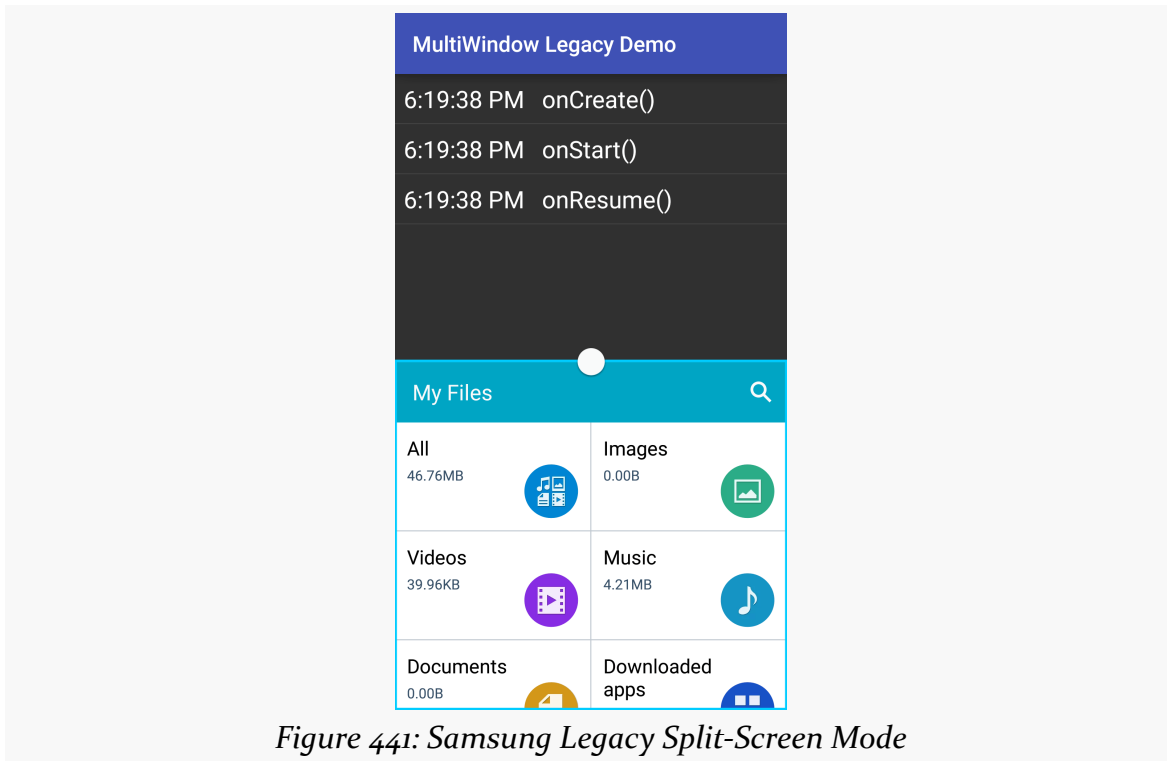 MultiWindow Legacy Demo
6:19:38 PM onCreate()
6:19:38 PM onStart()
6:19:38 PM onResume()
My Files
All
46.76MB
Images
0.00B
Videos
39.96KB
Music
4.21MB
Documents
0.00B
Downloaded
apps
Figure 441: Samsung Legacy Split-Screen Mode